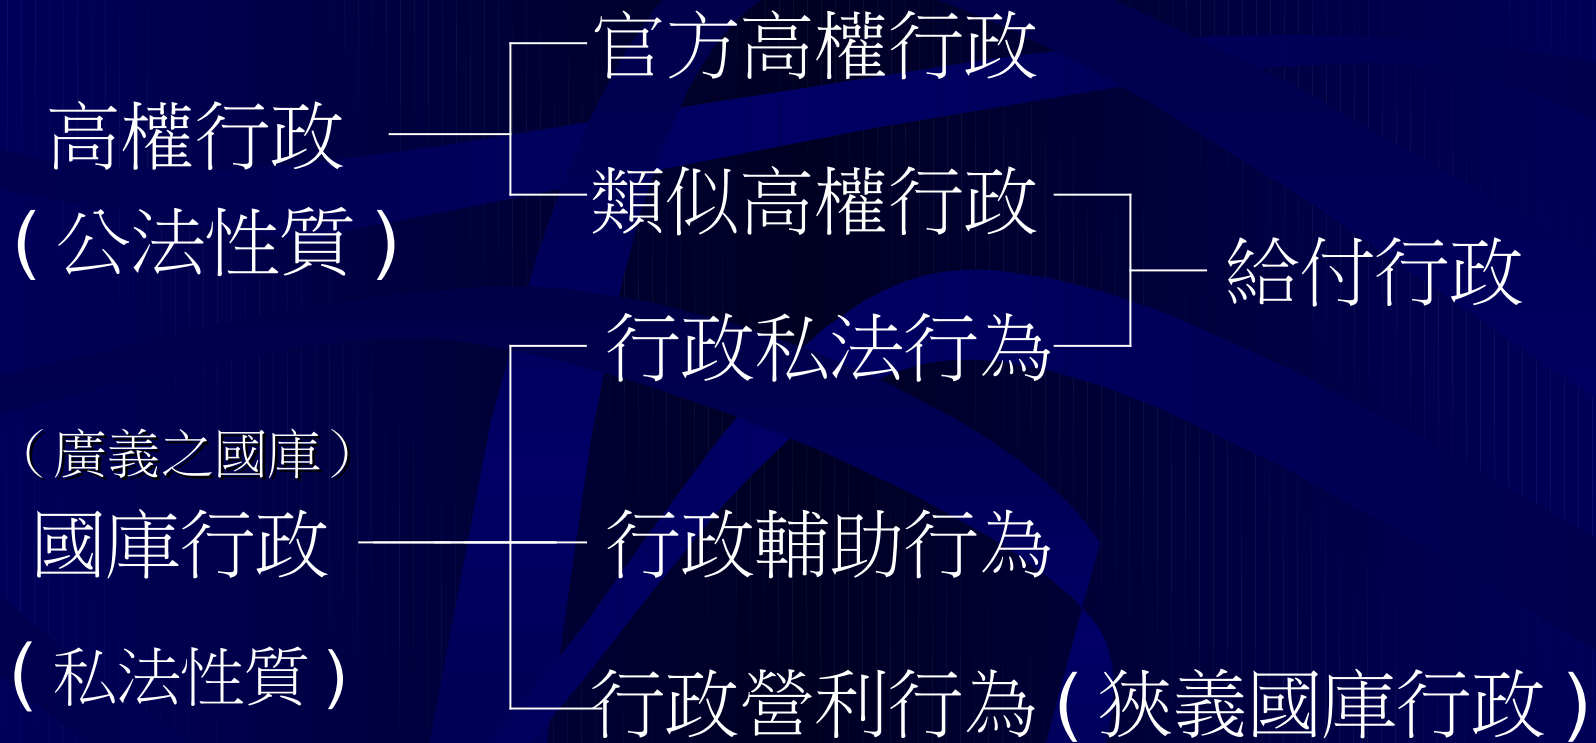 官方高權行政
高權行政
(公法性質)
類似高權行政
給付行政
行政私法行為
（廣義之國庫）
國庫行政
行政輔助行為
(私法性質)
行政營利行為(狹義國庫行政)